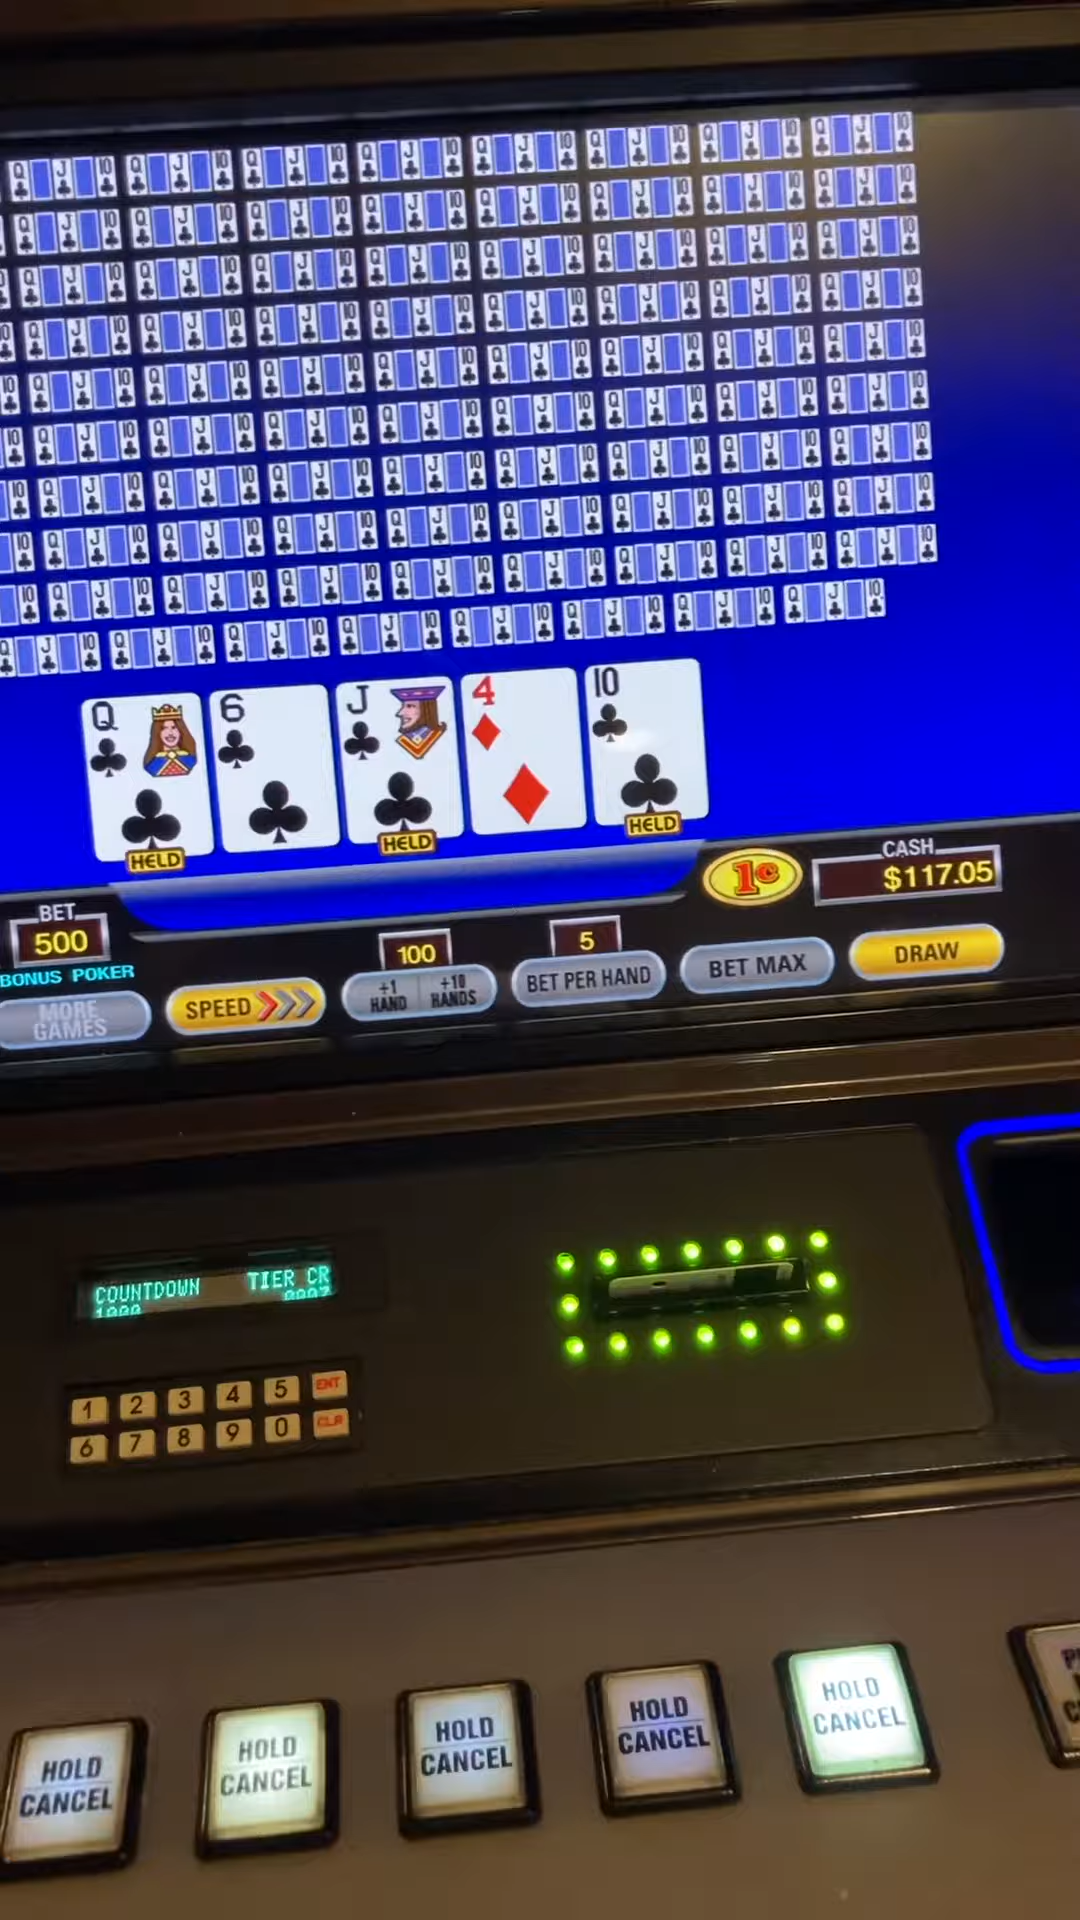 Q 6 J 4 10
HELD HELD HELD
BET
500
BONUS POKER
MORE GAMES
SPEED
100
+1 HAND +10 HANDS
5
BET PER HAND
BET MAX
1¢
CASH
$117.05
DRAW
COUNTDOWN TIER CR
1 2 3 4 5 ENT
6 7 8 9 0 CLR
HOLD HOLD HOLD HOLD HOLD
CANCEL CANCEL CANCEL CANCEL CANCEL